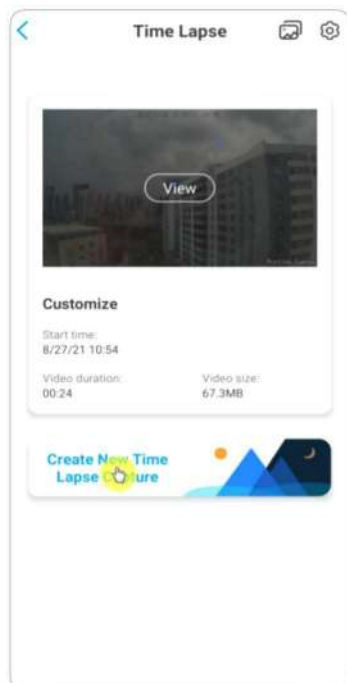 Time Lapse
View
Customize
Start time:
8/27/21 10:54
Video duration: Video size:
00:24 67.3MB
Create New Time
Lapse Capture